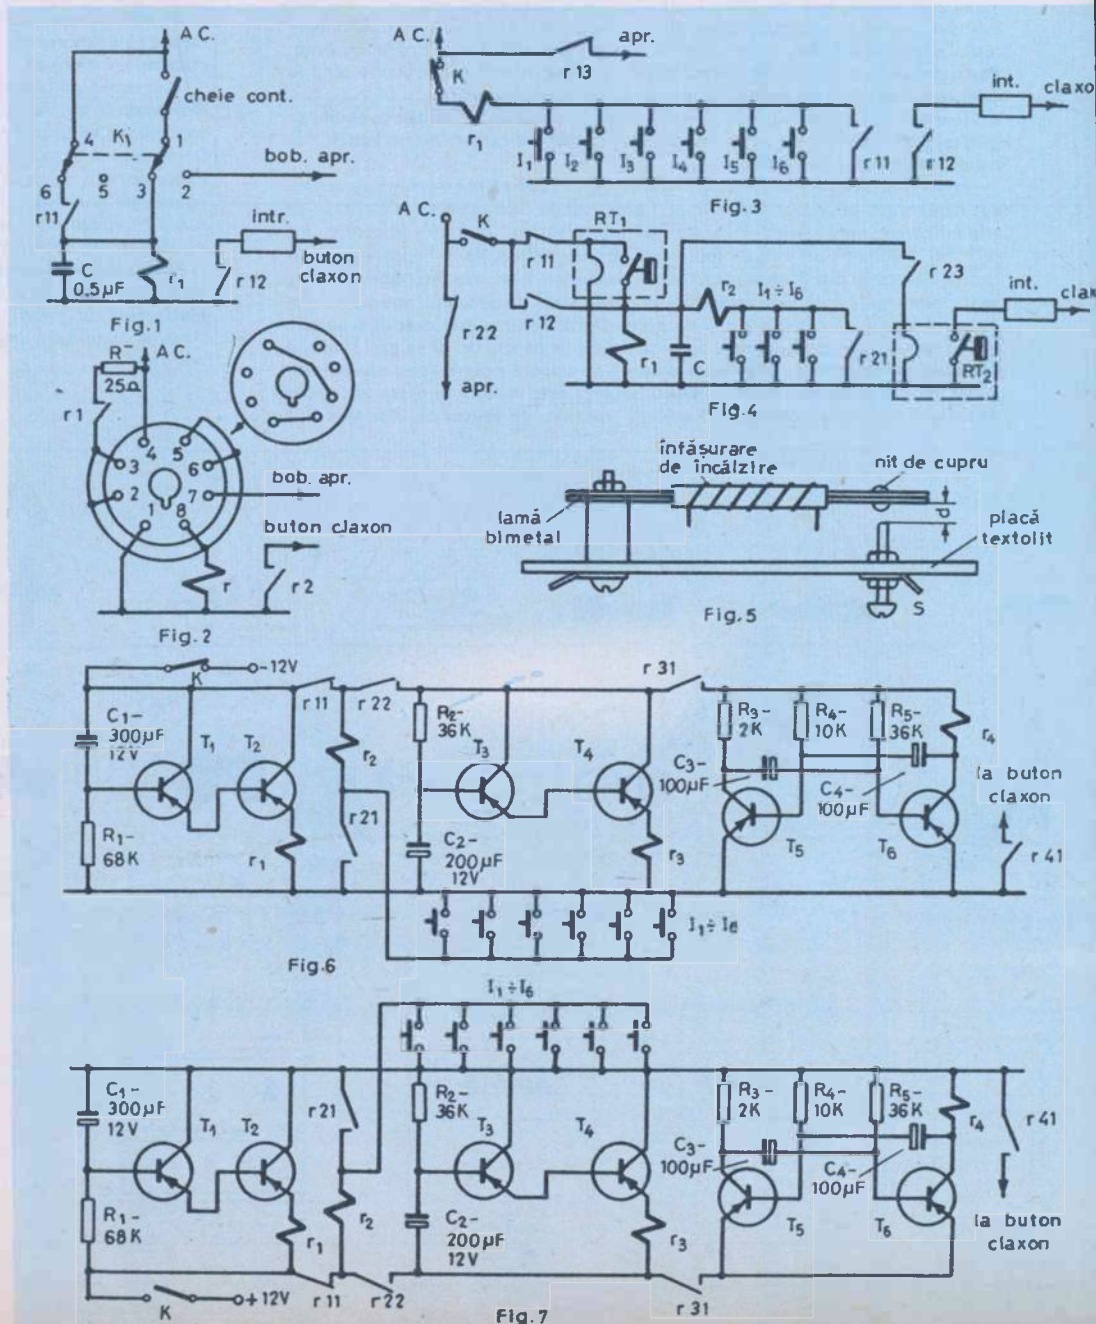 A.C.
cheie cont.
4 K₁ 1
bob. apr.
6 5 3 2
r11
intr.
C
0,5µF
r₁
r12
buton
claxon
Fig.1
A.C.
apr.
K
r13
r₁
I₁ I₂ I₃ I₄ I₅ I₆
r11
r12
int.
Fig.3
A.C.
K
RT₁
r11
r12
r22
r₁
apr.
C
r₂
I₁÷I₆
r21
r23
int.
RT₂
Fig.4
R
25Ω
A.C.
r1
4 5
3 6
2 7
1 8
bob. apr.
buton claxon
r
r2
Fig.2
înfășurare
de încălzire
nit de cupru
lamă
bimetal
d
placă
textolit
S
Fig.5
K
-12V
C₁-
300µF
12V
T₁ T₂
R₁-
68K
r₁
r11
r22
r₂
r21
R₂-
36K
T₃
T₄
C₂-
200µF
12V
r₃
r31
R₃-
2K
R₄-
10K
R₅-
36K
r₄
C₃-
100µF
C₄-
100µF
T₅
T₆
la buton
claxon
r41
I₁÷I₆
Fig.6
I₁÷I₆
C₁-
300µF
12V
T₁ T₂
r21
R₂-
36K
T₃
T₄
R₃-
2K
R₄-
10K
R₅-
36K
r₄
r41
C₃-
100µF
C₄-
100µF
R₁-
68K
r₁
r₂
C₂-
200µF
12V
r₃
T₅
T₆
la buton
claxon
K
+12V
r11
r22
r31
Fig.7